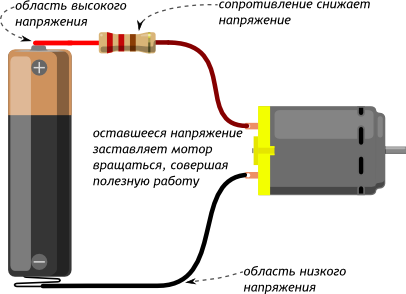 область высокого
напряжения
сопротивление снижает
напряжение
+
оставшееся напряжение
заставляет мотор
вращаться, совершая
полезную работу
−
область низкого
напряжения